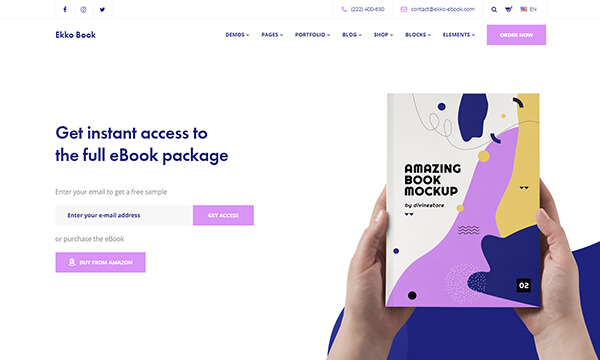 (222) 400-630
contact@ekko-ebook.com
EN
Ekko Book
DEMOS
PAGES
PORTFOLIO
BLOG
SHOP
BLOCKS
ELEMENTS
ORDER NOW
Get instant access to
the full eBook package
Enter your email to get a free sample
Enter your e-mail address
GET ACCESS
or purchase the eBook
BUY FROM AMAZON
AMAZING
BOOK
MOCKUP
by divinestore
02